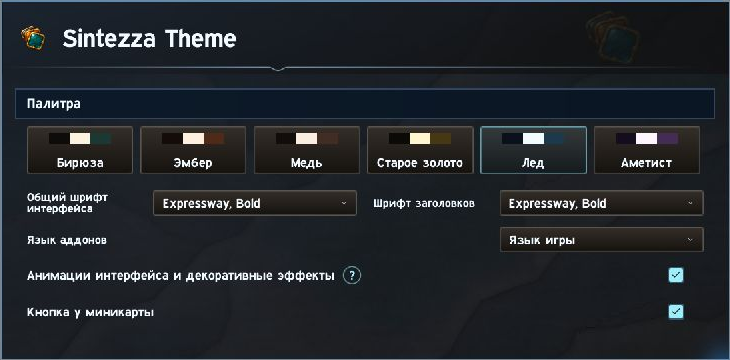 Sintezza Theme
Палитра
Бирюза Эмбер Медь Старое золото Лед Аметист
Общий шрифт
интерфейса
Expressway, Bold
Шрифт заголовков
Expressway, Bold
Язык аддонов
Язык игры
Анимации интерфейса и декоративные эффекты ?
Кнопка у миникарты